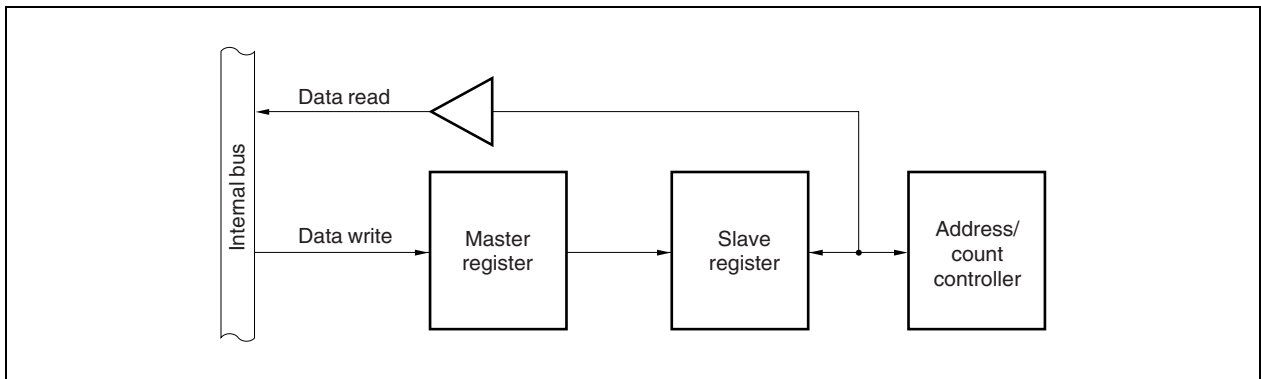 Internal bus
Data read
Data write
Master
register
Slave
register
Address/
count
controller